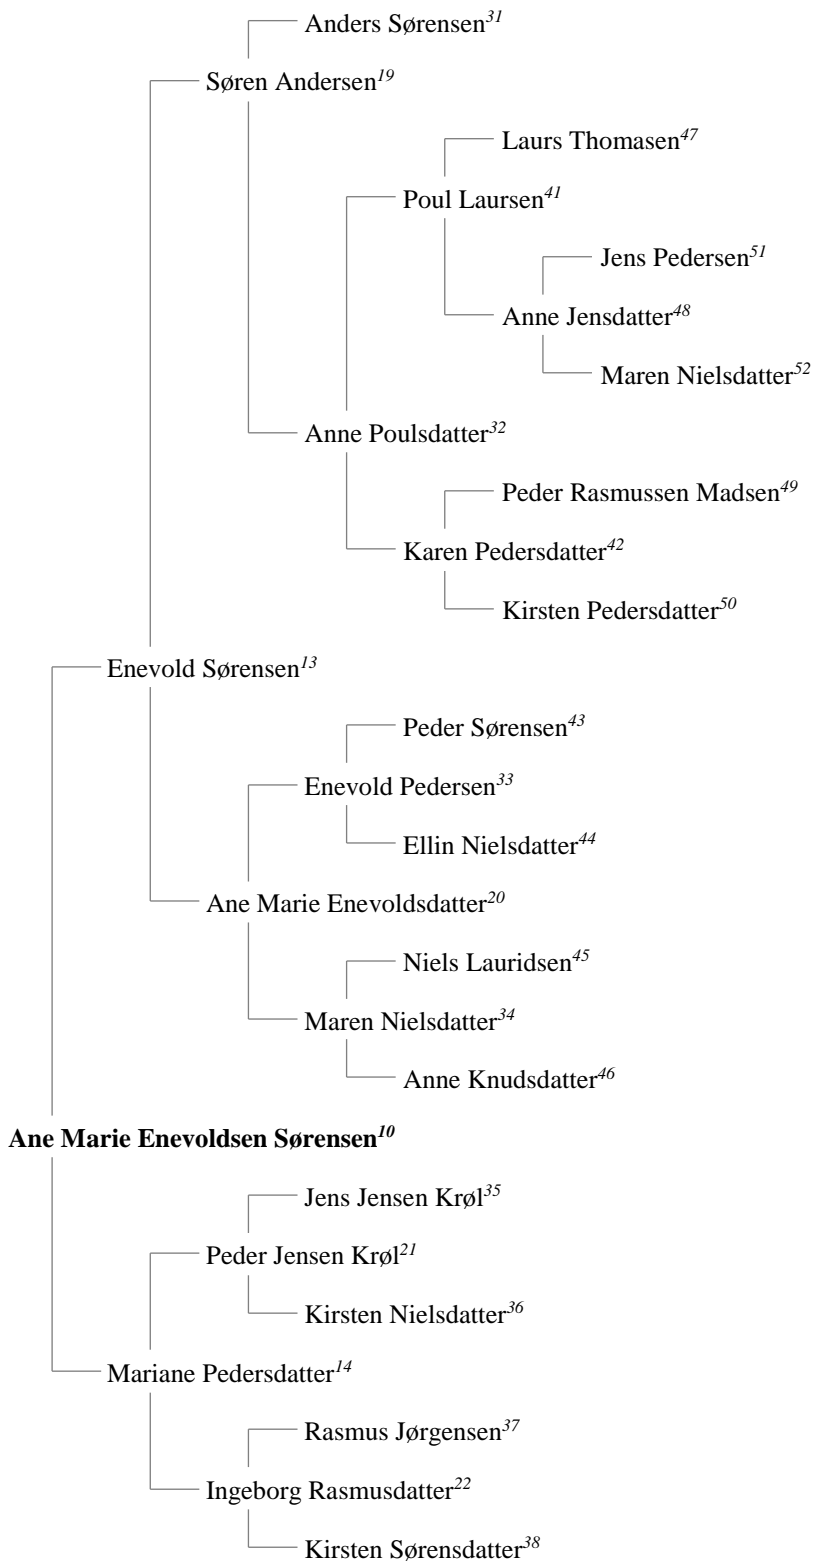 Anders Sørensen31
Søren Andersen19
Laurs Thomasen47
Poul Laursen41
Jens Pedersen51
Anne Jensdatter48
Maren Nielsdatter52
Anne Poulsdatter32
Peder Rasmussen Madsen49
Karen Pedersdatter42
Kirsten Pedersdatter50
Enevold Sørensen13
Peder Sørensen43
Enevold Pedersen33
Ellin Nielsdatter44
Ane Marie Enevoldsdatter20
Niels Lauridsen45
Maren Nielsdatter34
Anne Knudsdatter46
Ane Marie Enevoldsen Sørensen10
Jens Jensen Krøl35
Peder Jensen Krøl21
Kirsten Nielsdatter36
Mariane Pedersdatter14
Rasmus Jørgensen37
Ingeborg Rasmusdatter22
Kirsten Sørensdatter38